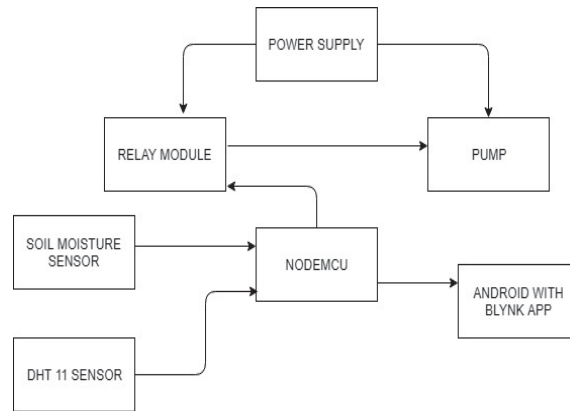 POWER SUPPLY
RELAY MODULE
PUMP
SOIL MOISTURE
SENSOR
NODEMCU
ANDROID WITH
BLYNK APP
DHT 11 SENSOR